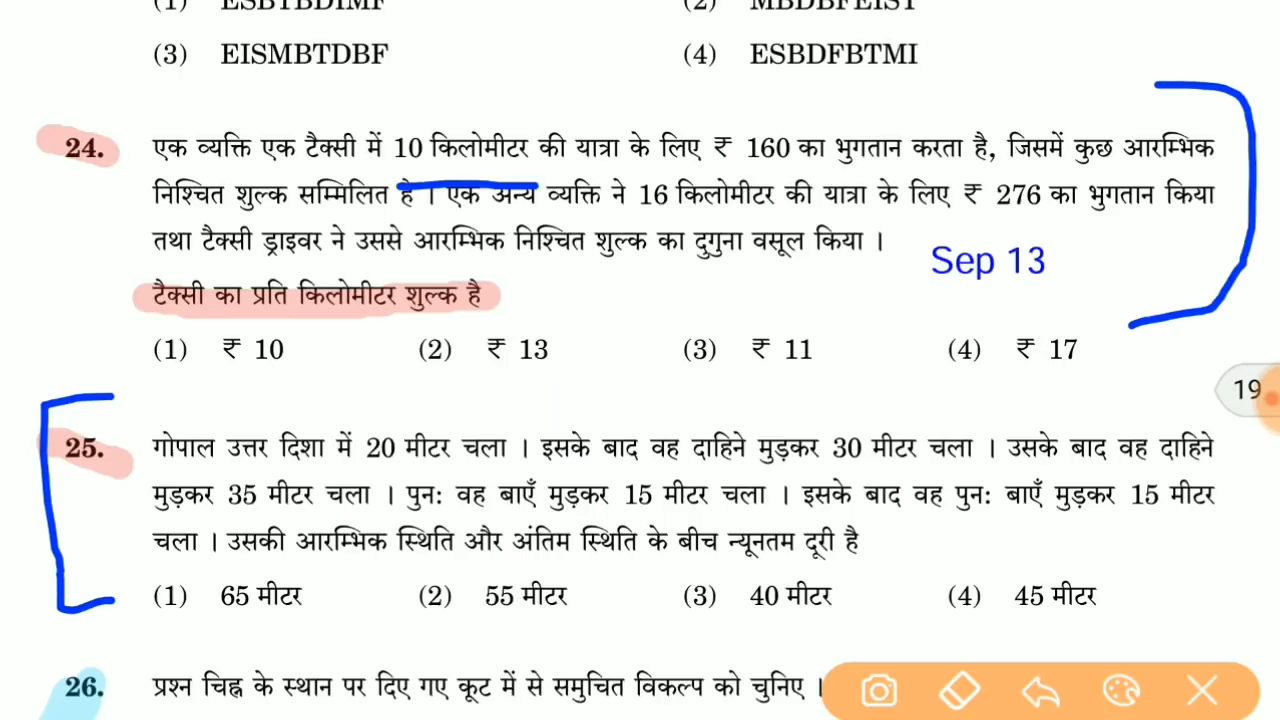 (1) ESBTBDIMF (2) MBDBFEIST
(3) EISMBTDBF (4) ESBDFBTMI
24. एक व्यक्ति एक टैक्सी में 10 किलोमीटर की यात्रा के लिए ₹ 160 का भुगतान करता है, जिसमें कुछ आरम्भिक
निश्चित शुल्क सम्मिलित है । एक अन्य व्यक्ति ने 16 किलोमीटर की यात्रा के लिए ₹ 276 का भुगतान किया
तथा टैक्सी ड्राइवर ने उससे आरम्भिक निश्चित शुल्क का दुगुना वसूल किया ।
Sep 13
टैक्सी का प्रति किलोमीटर शुल्क है
(1) ₹ 10 (2) ₹ 13 (3) ₹ 11 (4) ₹ 17
19
25. गोपाल उत्तर दिशा में 20 मीटर चला । इसके बाद वह दाहिने मुड़कर 30 मीटर चला । उसके बाद वह दाहिने
मुड़कर 35 मीटर चला । पुन: वह बाएँ मुड़कर 15 मीटर चला । इसके बाद वह पुन: बाएँ मुड़कर 15 मीटर
चला । उसकी आरम्भिक स्थिति और अंतिम स्थिति के बीच न्यूनतम दूरी है
(1) 65 मीटर (2) 55 मीटर (3) 40 मीटर (4) 45 मीटर
26. प्रश्न चिह्न के स्थान पर दिए गए कूट में से समुचित विकल्प को चुनिए ।